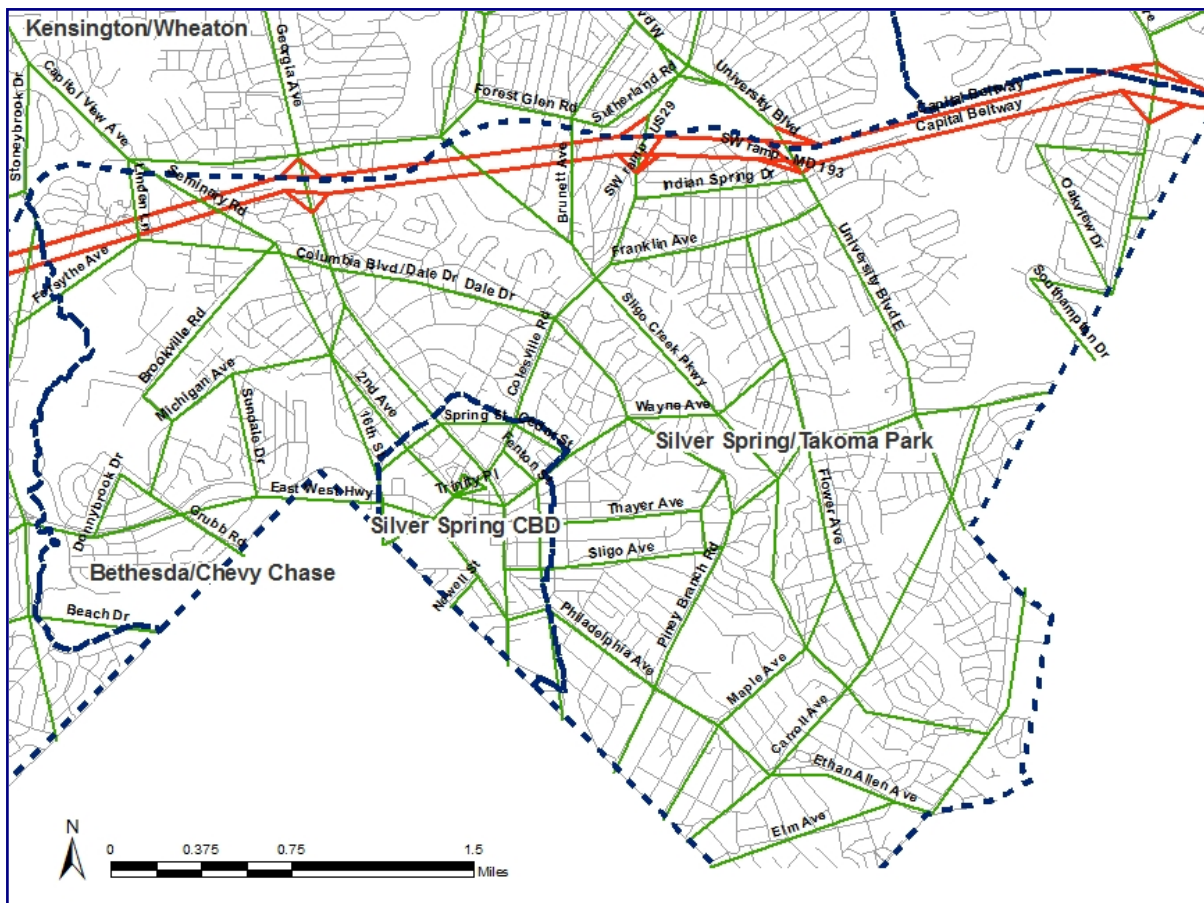 Kensington/Wheaton
Georgia Ave
Stoneybrook Dr
Capitol View Ave
Forest Glen Rd
Sutherland Rd
University Blvd
US29
Capital Beltway
Capital Beltway
SW ramp
SW ramp
MD 193
Linden Ln
Seminary Rd
Brunett Ave
Indian Spring Dr
Oakview Dr
Forsythe Ave
Columbia Blvd/Dale Dr
Dale Dr
Franklin Ave
University Blvd E
Southampton Dr
Brookville Rd
Sligo Creek Pkwy
Colesville Rd
Michigan Ave
2nd Ave
Sundale Dr
16th St
Spring St
Cedar St
Wayne Ave
Fenton St
Silver Spring/Takoma Park
Donnybrook Dr
East West Hwy
Trinity Pl
Grubb Rd
Silver Spring CBD
Thayer Ave
Flower Ave
Sligo Ave
Bethesda/Chevy Chase
Newell St
Piney Branch Rd
Beach Dr
Philadelphia Ave
Maple Ave
Carroll Ave
Ethan Allen Ave
Elm Ave
N
0 0.375 0.75 1.5
Miles